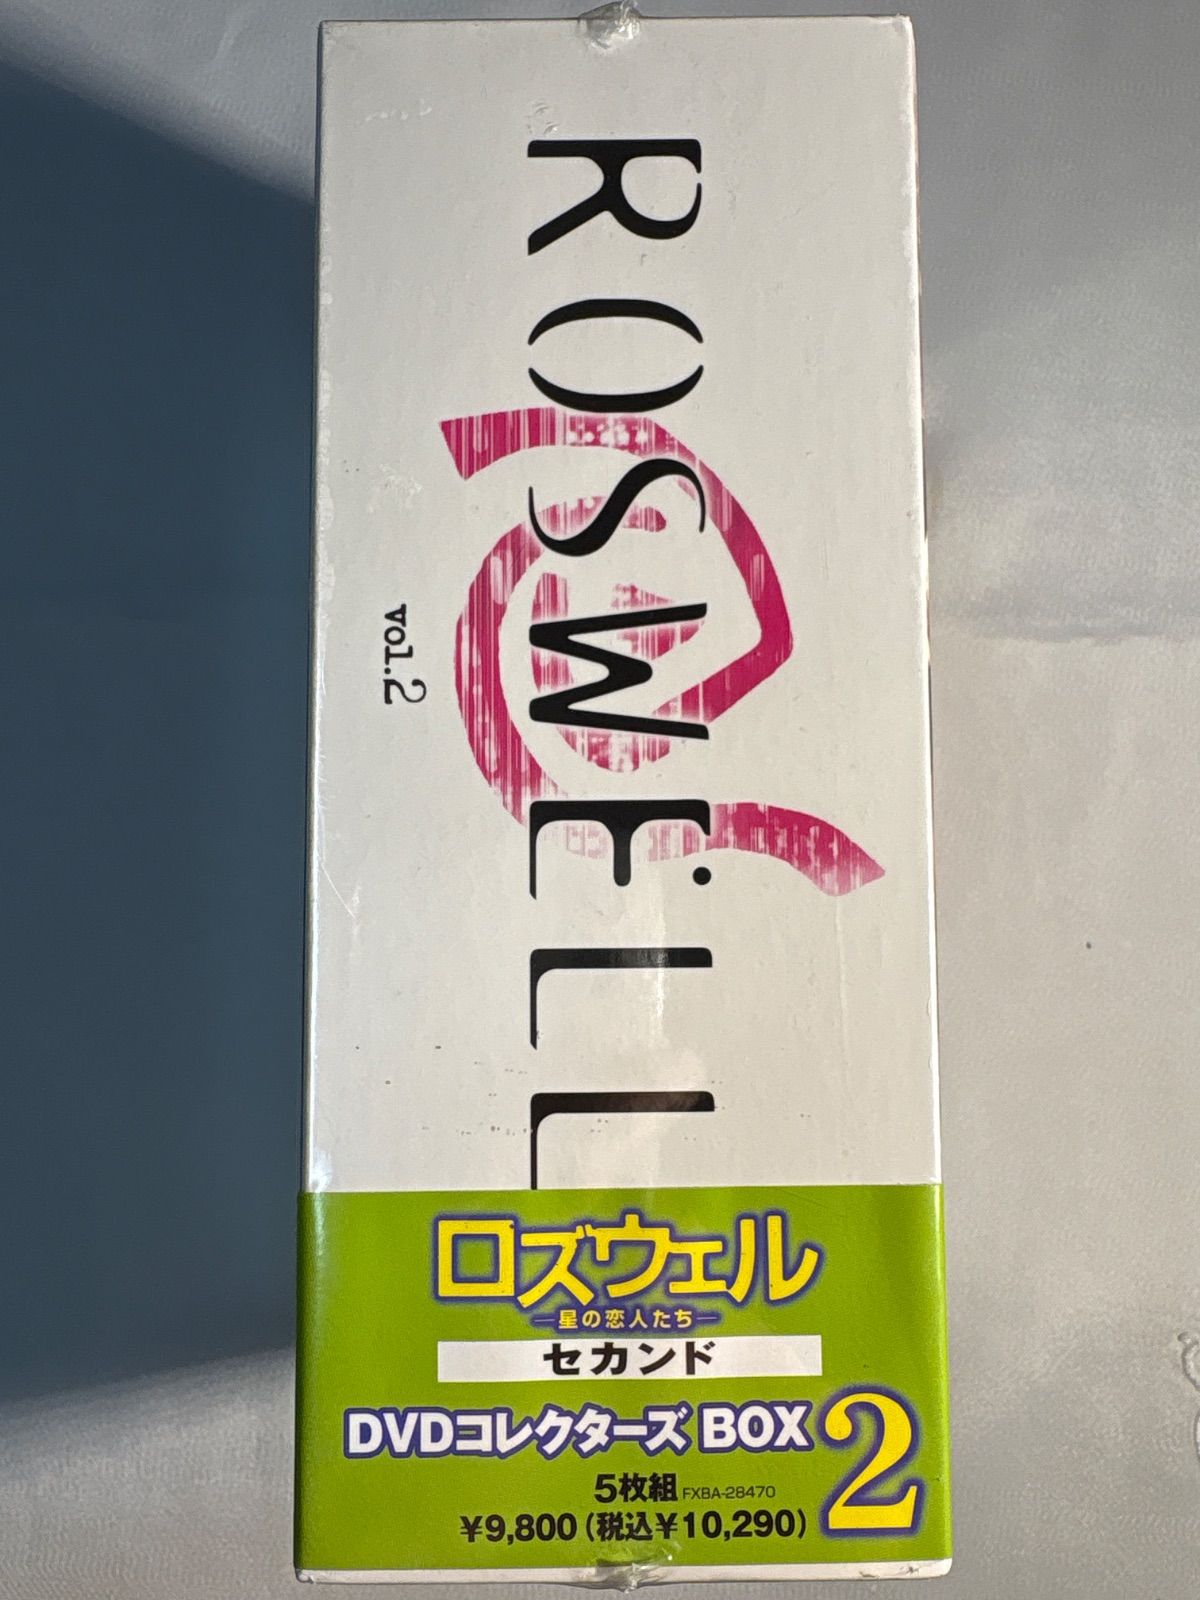 ROSWELL
vol.2
ロズウェル
—星の恋人たち—
セカンド
DVDコレクターズ BOX 2
5枚組 FXBA-28470
¥9,800(税込¥10,290)